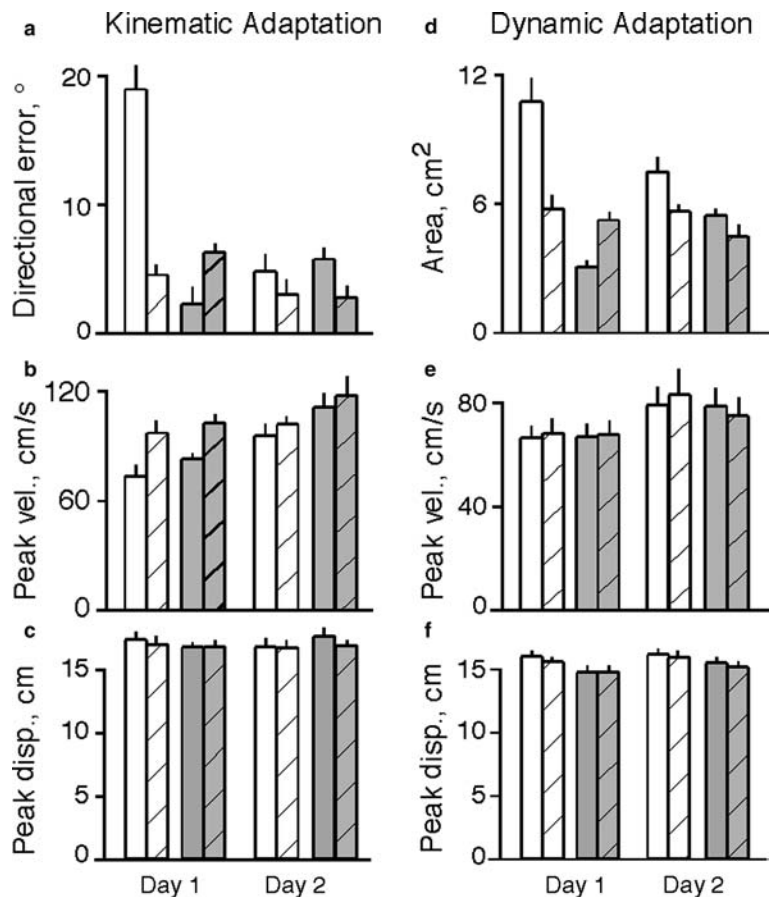 a Kinematic Adaptation
Directional error, °
20
10
0
b
Peak vel., cm/s
120
60
0
c
Peak disp., cm
15
10
5
0
Day 1 Day 2
d Dynamic Adaptation
Area, cm²
12
6
0
e
Peak vel., cm/s
80
40
0
f
Peak disp., cm
15
10
5
0
Day 1 Day 2